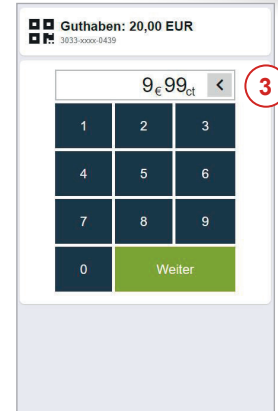 Guthaben: 20,00 EUR
3033-xxxx-0439
9€ 99ct <
3
1 2 3
4 5 6
7 8 9
0 Weiter